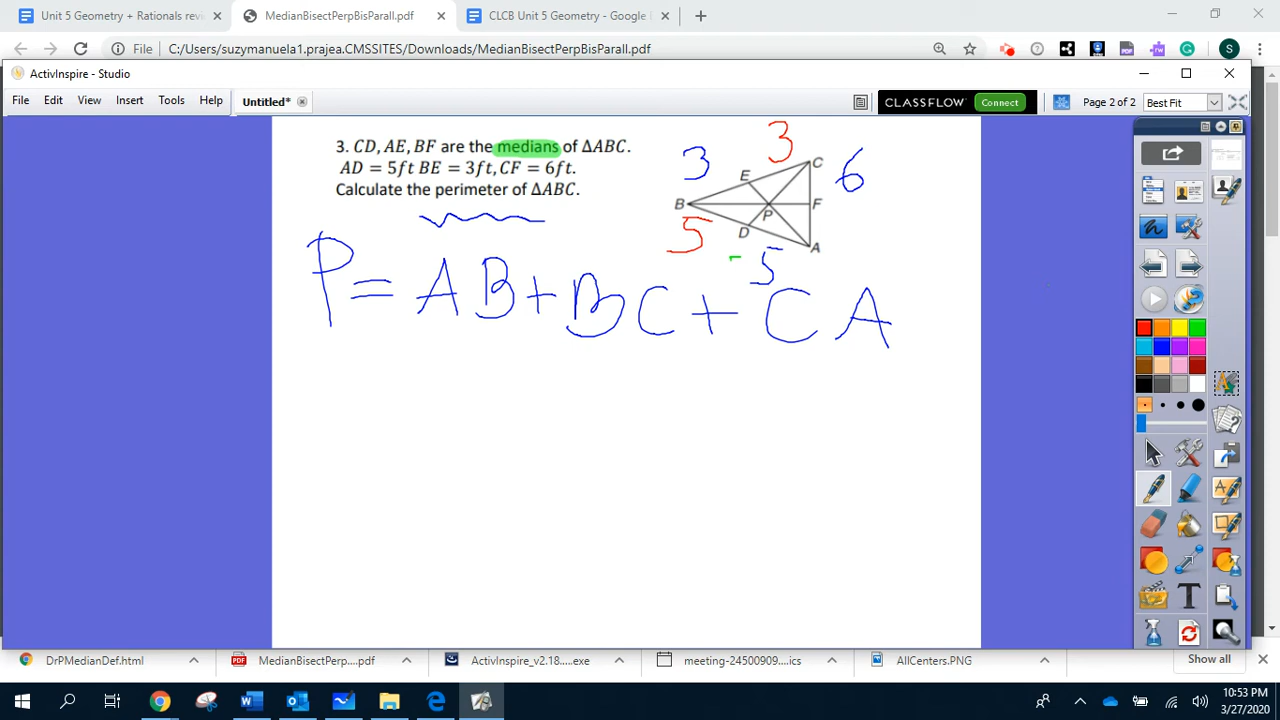 Unit 5 Geometry + Rationals revie
MedianBisectPerpBisParall.pdf
CLCB Unit 5 Geometry - Google
File
C:/Users/suzymanuela1.prajea.CMSSITES/Downloads/MedianBisectPerpBisParall.pdf
S
ActivInspire - Studio
File Edit View Insert Tools Help
Untitled*
CLASSFLOW Connect
Page 2 of 2
Best Fit
3. CD, AE, BF are the medians of ΔABC.
AD = 5ft BE = 3ft, CF = 6ft.
Calculate the perimeter of ΔABC.
3
3
C
6
E
B
F
P
5
D
A
5
P = AB + BC + CA
DrPMedianDef.html
MedianBisectPerp....pdf
ActivInspire_v2.18....exe
meeting-24500909....ics
AllCenters.PNG
Show all
10:53 PM
3/27/2020